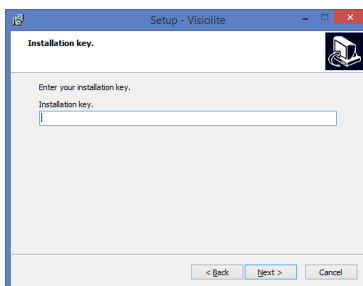 Setup - Visiolite
Installation key.
Enter your installation key.
Installation key.
< Back
Next >
Cancel